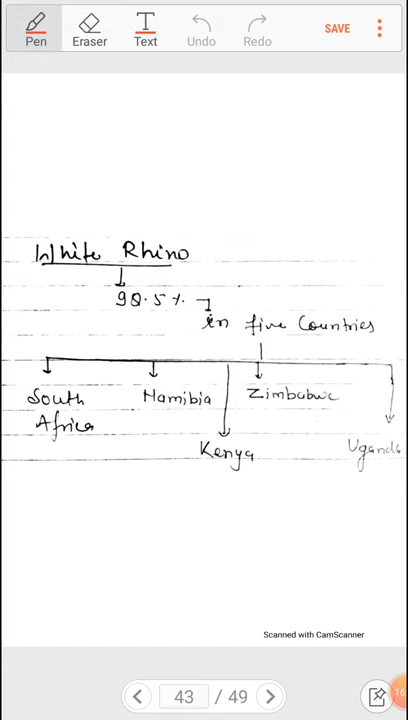 Pen Eraser Text Undo Redo SAVE
White Rhino
98.5%
in five Countries
South Africa
Namibia
Zimbabwe
Kenya
Uganda
Scanned with CamScanner
43 / 49
16